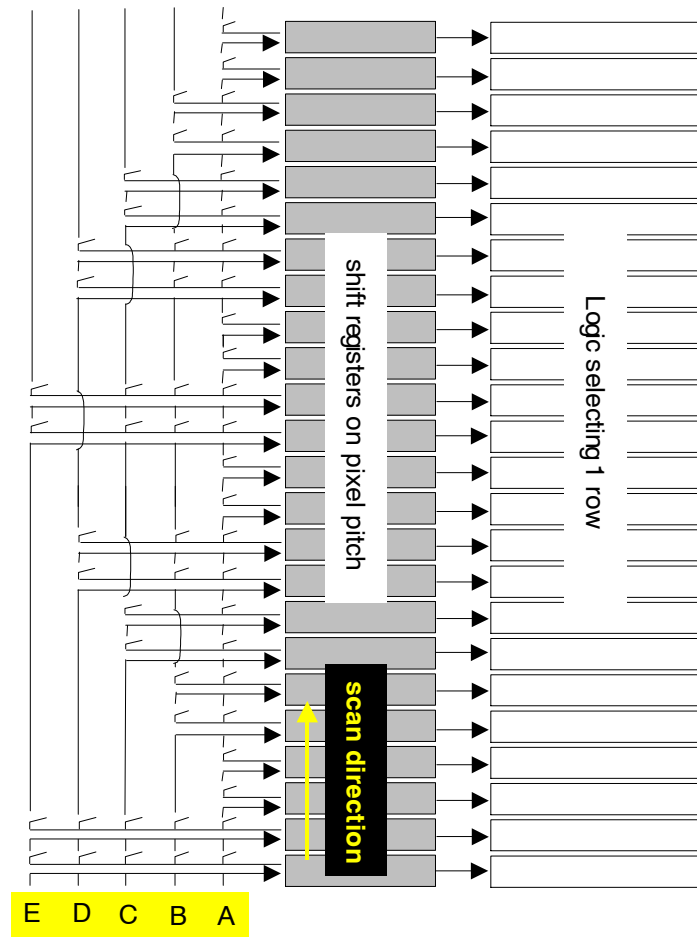 shift registers on pixel pitch
Logic selecting 1 row
scan direction
E D C B A